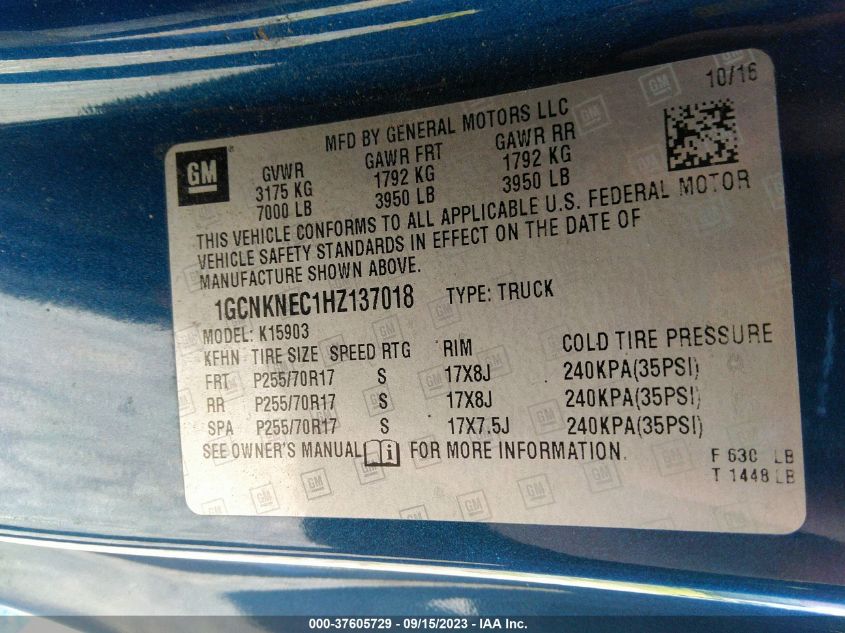 10/16
MFD BY GENERAL MOTORS LLC
GM
GVWR GAWR FRT GAWR RR
3175 KG 1792 KG 1792 KG
7000 LB 3950 LB 3950 LB
THIS VEHICLE CONFORMS TO ALL APPLICABLE U.S. FEDERAL MOTOR
VEHICLE SAFETY STANDARDS IN EFFECT ON THE DATE OF
MANUFACTURE SHOWN ABOVE.
1GCNKNEC1HZ137018 TYPE: TRUCK
MODEL: K15903
KFHN TIRE SIZE SPEED RTG RIM COLD TIRE PRESSURE
FRT P255/70R17 S 17X8J 240KPA(35PSI)
RR P255/70R17 S 17X8J 240KPA(35PSI)
SPA P255/70R17 S 17X7.5J 240KPA(35PSI)
SEE OWNER'S MANUAL FOR MORE INFORMATION.
F 630 LB
T 1448 LB
000-37605729 - 09/15/2023 - IAA Inc.